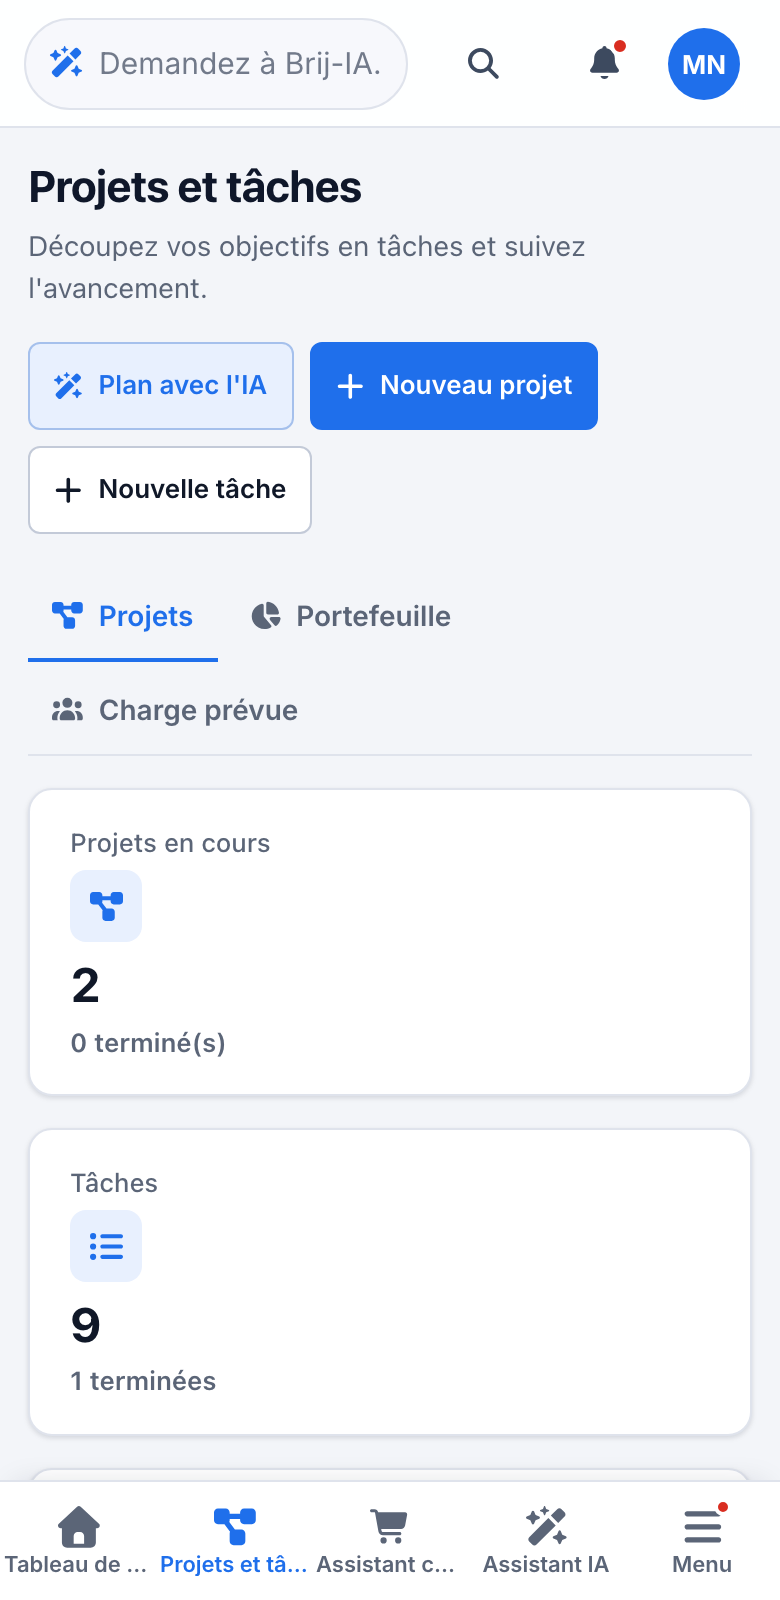 Demandez à Brij-IA.
MN
Projets et tâches
Découpez vos objectifs en tâches et suivez
l'avancement.
Plan avec l'IA
Nouveau projet
Nouvelle tâche
Projets
Portefeuille
Charge prévue
Projets en cours
2
0 terminé(s)
Tâches
9
1 terminées
Tableau de ...
Projets et tâ...
Assistant c...
Assistant IA
Menu